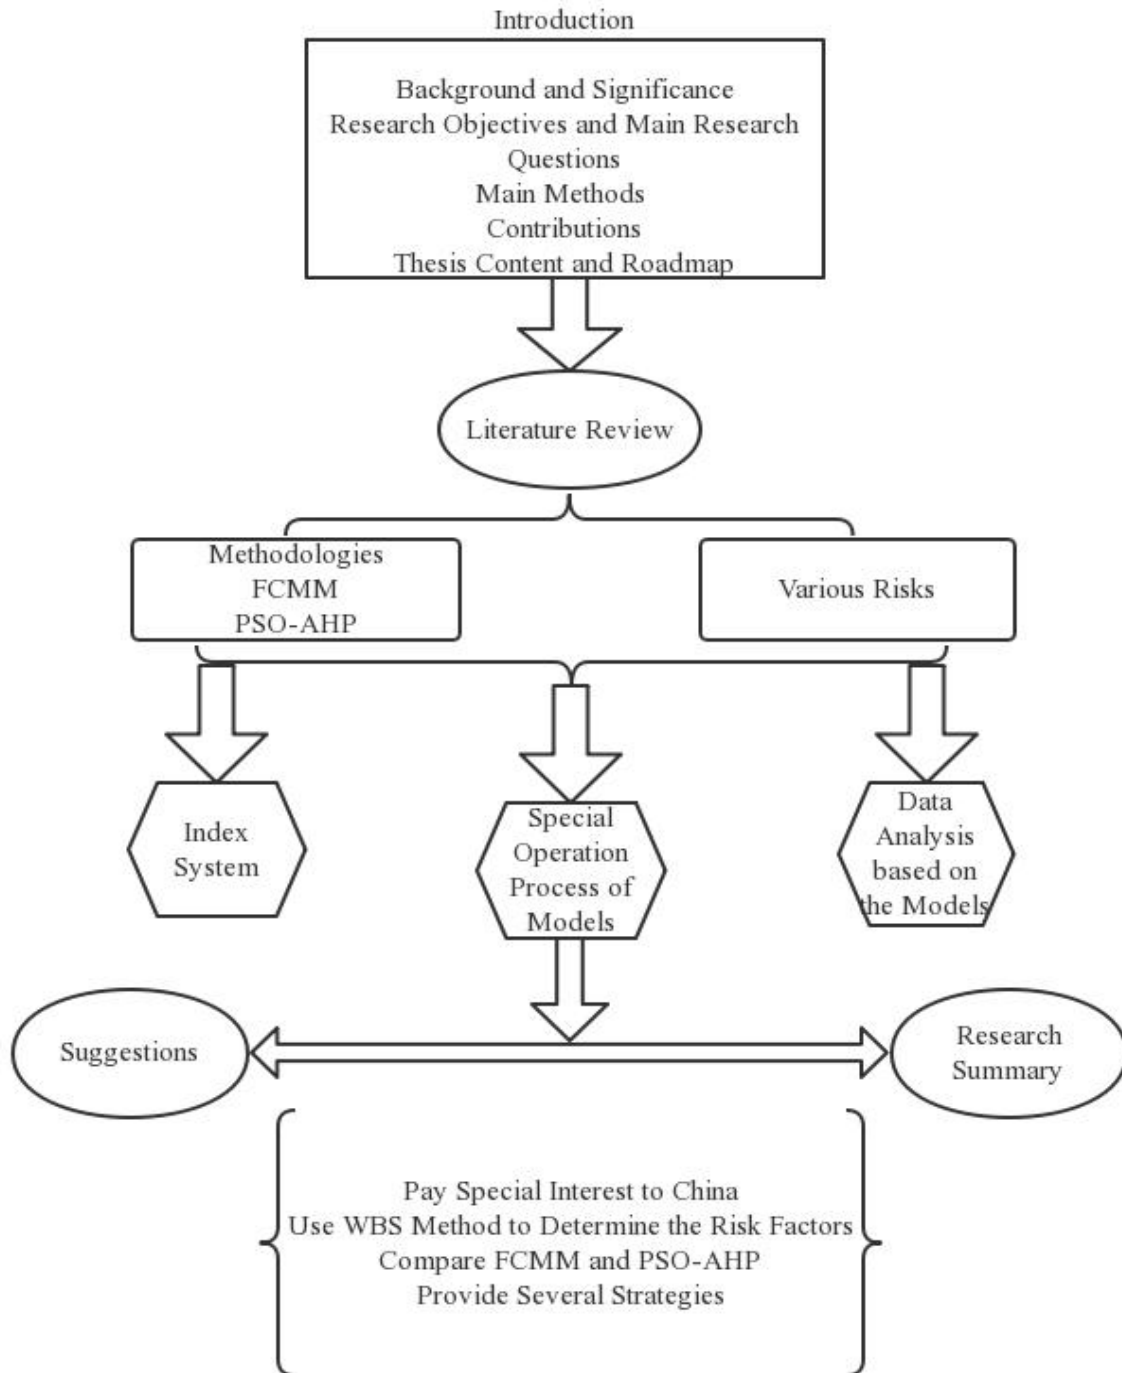 Introduction
Background and Significance
Research Objectives and Main Research
Questions
Main Methods
Contributions
Thesis Content and Roadmap
Literature Review
Methodologies
FCMM
PSO-AHP
Various Risks
Index
System
Special
Operation
Process of
Models
Data
Analysis
based on
the Models
Suggestions
Research
Summary
Pay Special Interest to China
Use WBS Method to Determine the Risk Factors
Compare FCMM and PSO-AHP
Provide Several Strategies